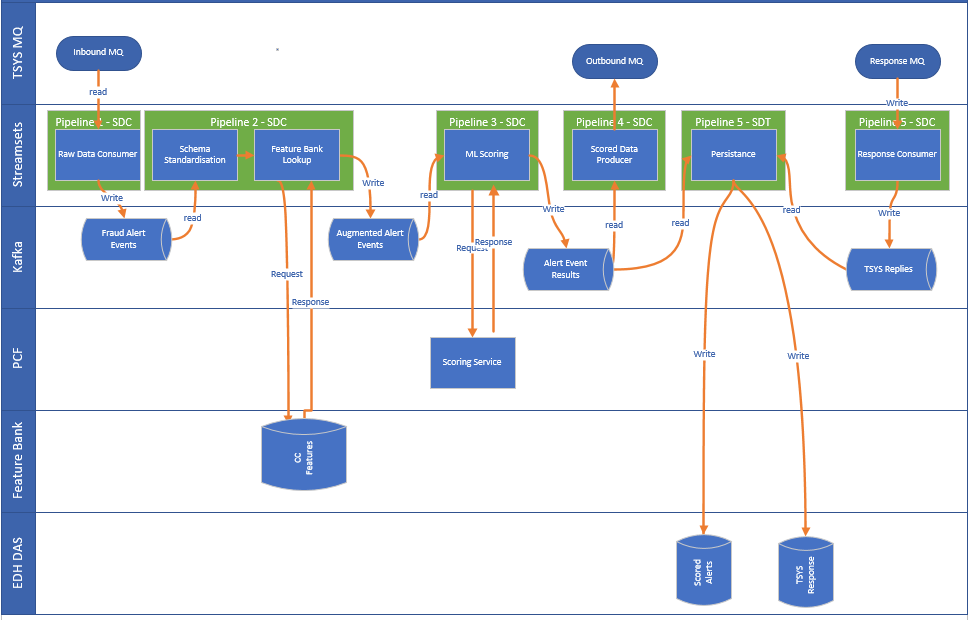 TSYS MQ
Inbound MQ
Outbound MQ
Response MQ
read
Write
Streamsets
Pipeline 1 - SDC
Pipeline 2 - SDC
Pipeline 3 - SDC
Pipeline 4 - SDC
Pipeline 5 - SDT
Pipeline 5 - SDC
Raw Data Consumer
Schema
Standardisation
Feature Bank
Lookup
ML Scoring
Scored Data
Producer
Persistance
Response Consumer
Write
read
Write
read
Write
read
read
read
Write
Kafka
Fraud Alert
Events
Augmented Alert
Events
Request
Response
Alert Event
Results
TSYS Replies
Request
Response
PCF
Scoring Service
Write
Write
Feature Bank
CC
Features
EDH DAS
Scored
Alerts
TSYS
Response